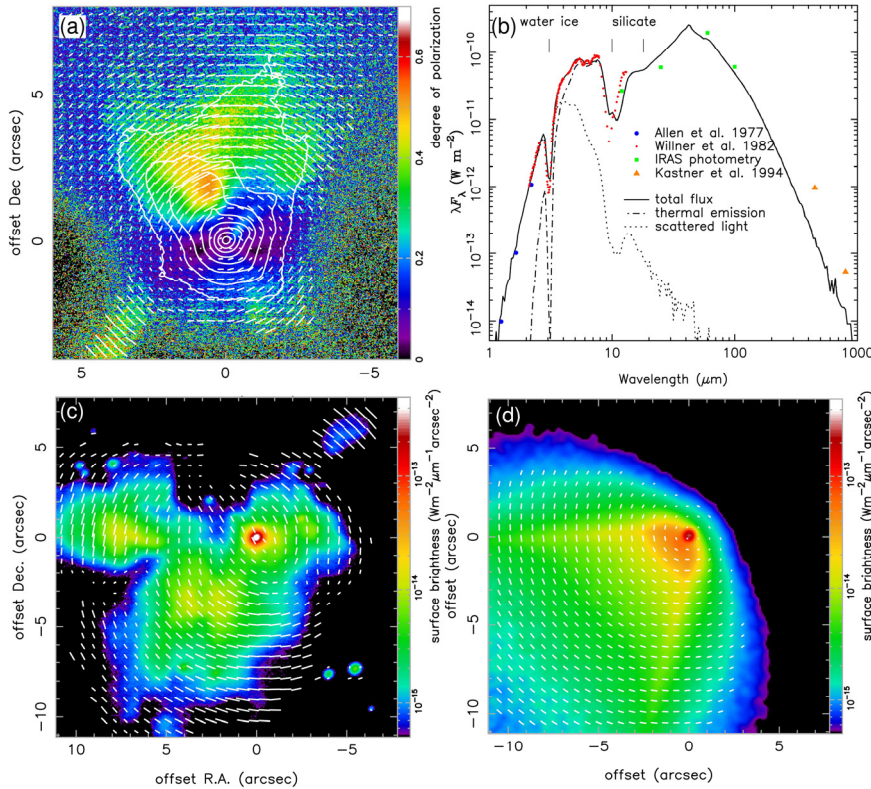 (a)
offset Dec (arcsec)
5
0
5
0
−5
degree of polarization
0.6
0.4
0.2
0
(b)
water ice
silicate
λFλ (W m−2)
10−10
10−11
10−12
10−13
10−14
Allen et al. 1977
Willner et al. 1982
IRAS photometry
Kastner et al. 1994
total flux
thermal emission
scattered light
1
10
100
1000
Wavelength (μm)
(c)
offset Dec. (arcsec)
5
0
−5
−10
10
5
0
−5
offset R.A. (arcsec)
surface brightness (Wm−2μm−1arcsec−2)
10−13
10−14
10−15
(d)
offset (arcsec)
5
0
−5
−10
−10
−5
0
offset (arcsec)
surface brightness (Wm−2μm−1arcsec−2)
10−13
10−14
10−15